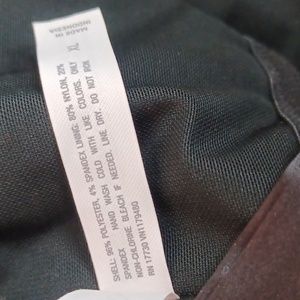 MADE IN
INDONESIA
XL
SHELL: 96% POLYESTER, 4% SPANDEX LINING: 80% NYLON, 20%
SPANDEX HAND WASH COLD WITH LIKE COLORS. ONLY
NON-CHLORINE BLEACH IF NEEDED. LINE DRY. DO NOT IRON
RN 17730 VN1179480